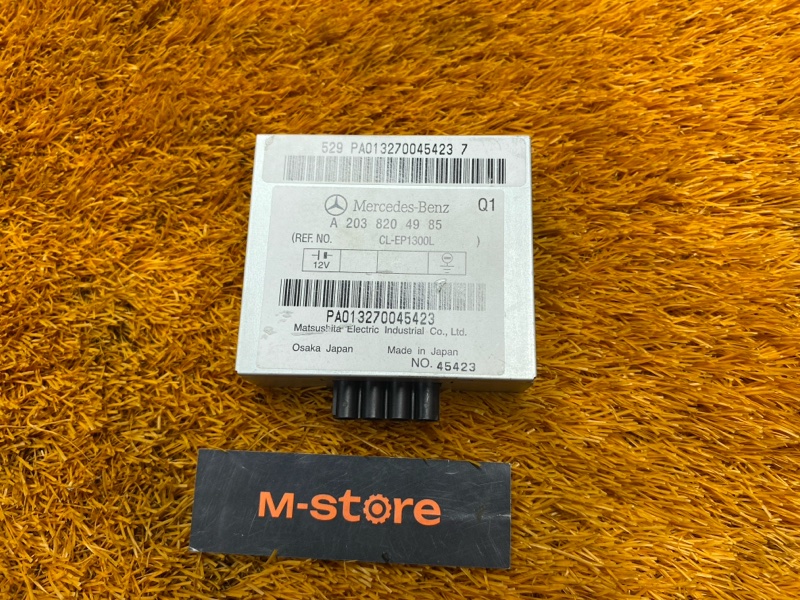 529 PA013270045423 7
Mercedes-Benz Q1
A 203 820 49 85
(REF. NO. CL-EP1300L )
12V
PA013270045423
Matsushita Electric Industrial Co., Ltd.
Osaka Japan Made in Japan
NO. 45423
M-store